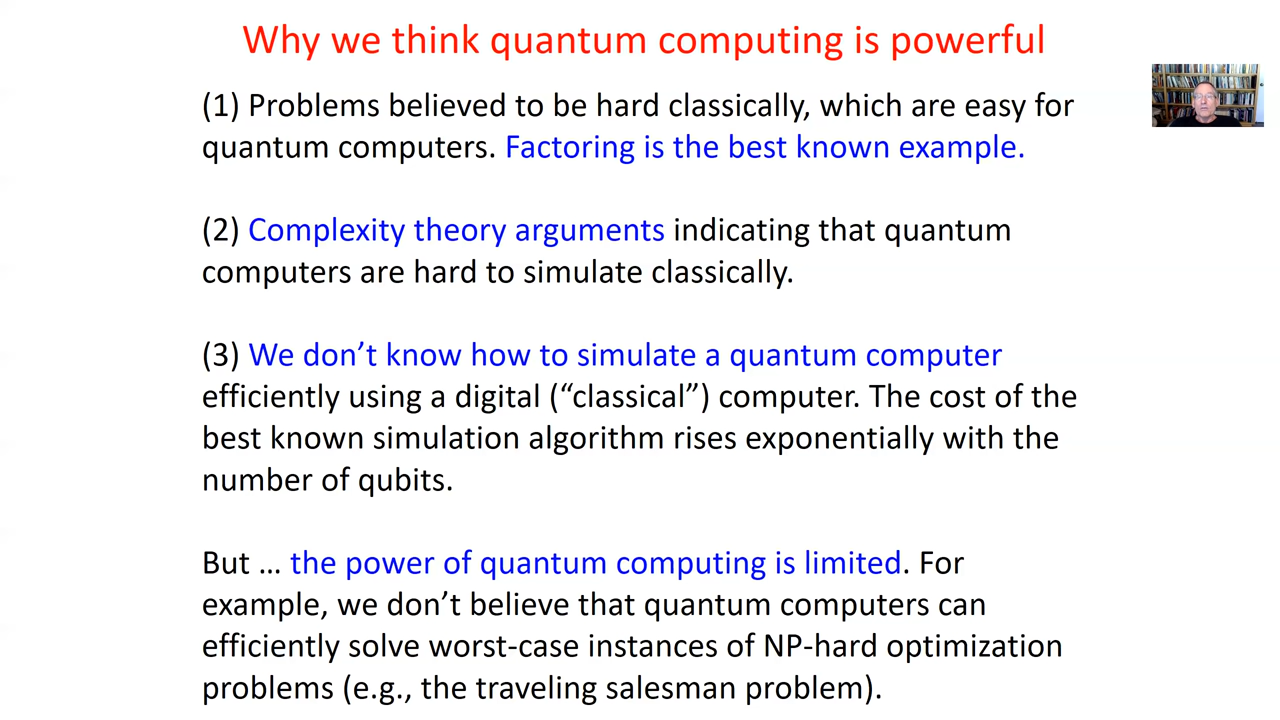 Why we think quantum computing is powerful
(1) Problems believed to be hard classically, which are easy for
quantum computers. Factoring is the best known example.
(2) Complexity theory arguments indicating that quantum
computers are hard to simulate classically.
(3) We don’t know how to simulate a quantum computer
efficiently using a digital (“classical”) computer. The cost of the
best known simulation algorithm rises exponentially with the
number of qubits.
But … the power of quantum computing is limited. For
example, we don’t believe that quantum computers can
efficiently solve worst-case instances of NP-hard optimization
problems (e.g., the traveling salesman problem).